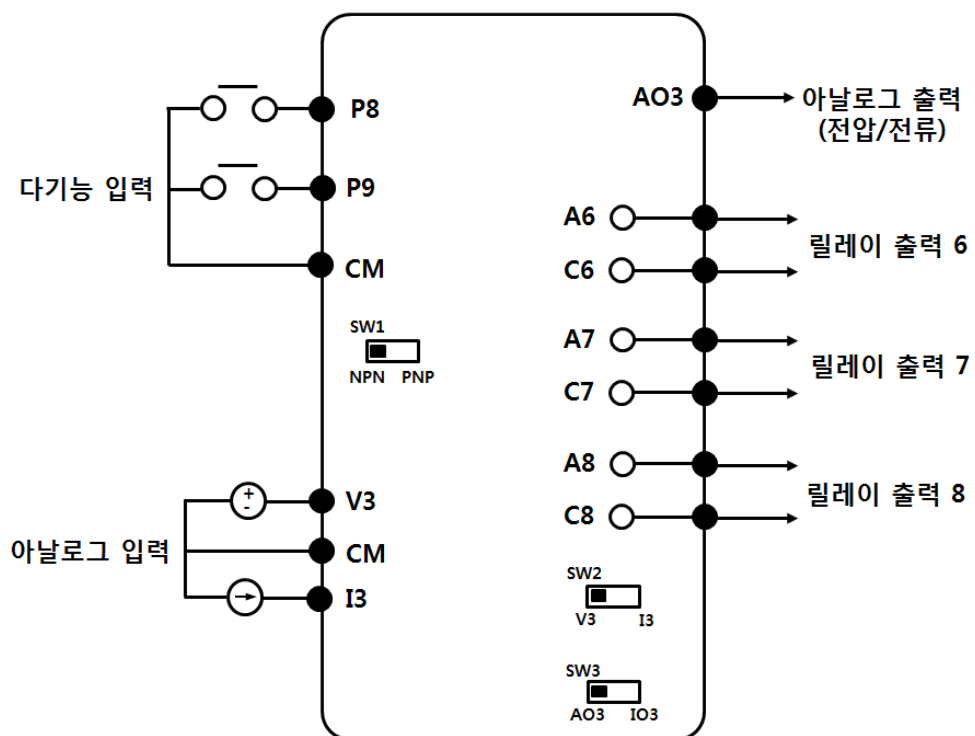 다기능 입력
P8
P9
CM
SW1
NPN PNP
아날로그 입력
+
-
V3
CM
I3
AO3
아날로그 출력
(전압/전류)
A6
C6
릴레이 출력 6
A7
C7
릴레이 출력 7
A8
C8
릴레이 출력 8
SW2
V3 I3
SW3
AO3 IO3